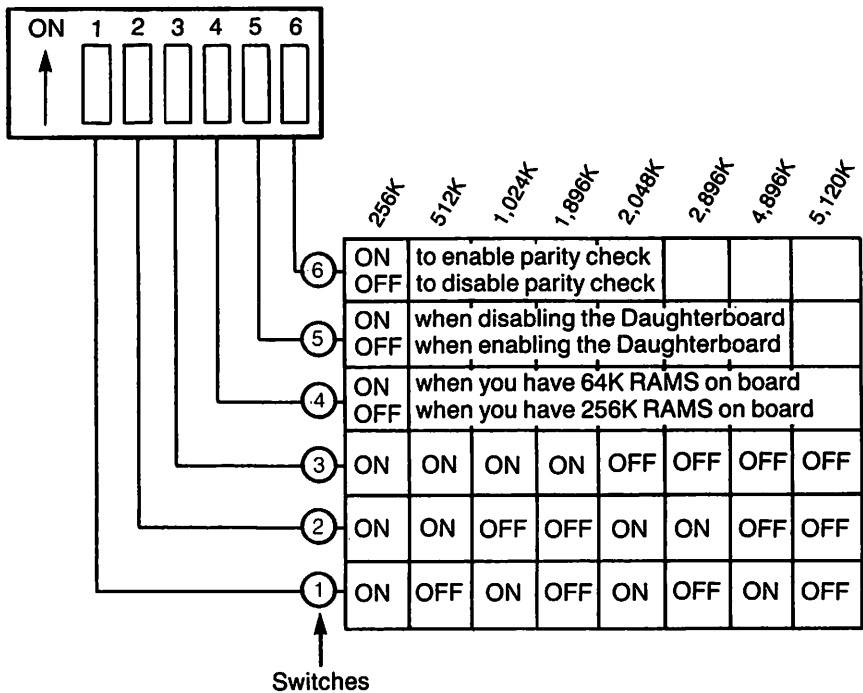 ON 1 2 3 4 5 6
256K 512K 1,024K 1,896K 2,048K 2,896K 4,896K 5,120K
6 ON to enable parity check
OFF to disable parity check
5 ON when disabling the Daughterboard
OFF when enabling the Daughterboard
4 ON when you have 64K RAMS on board
OFF when you have 256K RAMS on board
3 ON ON ON ON OFF OFF OFF OFF
2 ON ON OFF OFF ON ON OFF OFF
1 ON OFF ON OFF ON OFF ON OFF
Switches